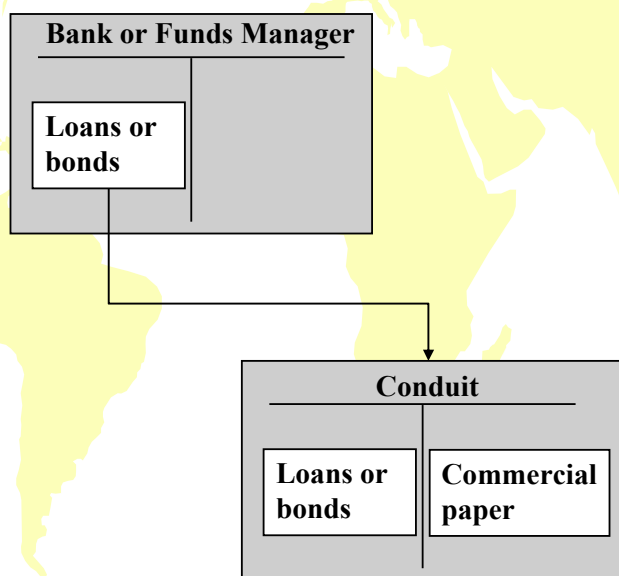 Bank or Funds Manager
Loans or
bonds
Conduit
Loans or
bonds
Commercial
paper